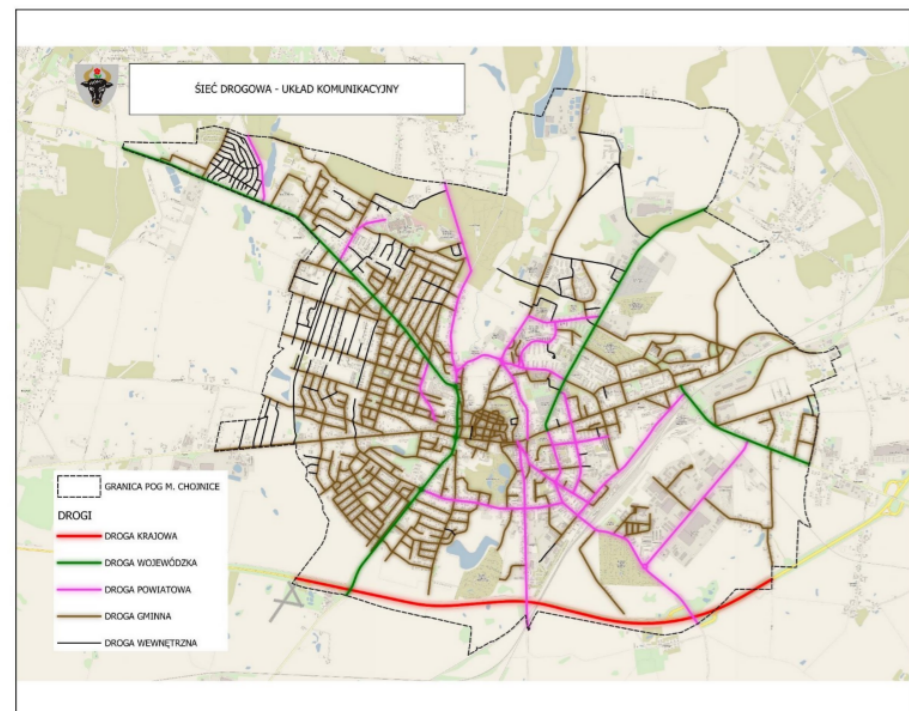 ŚIEĆ DROGOWA - UKŁAD KOMUNIKACYJNY
GRANICA POG M. CHOJNICE
DROGI
DROGA KRAJOWA
DROGA WOJEWÓDZKA
DROGA POWIATOWA
DROGA GMINNA
DROGA WEWNĘTRZNA